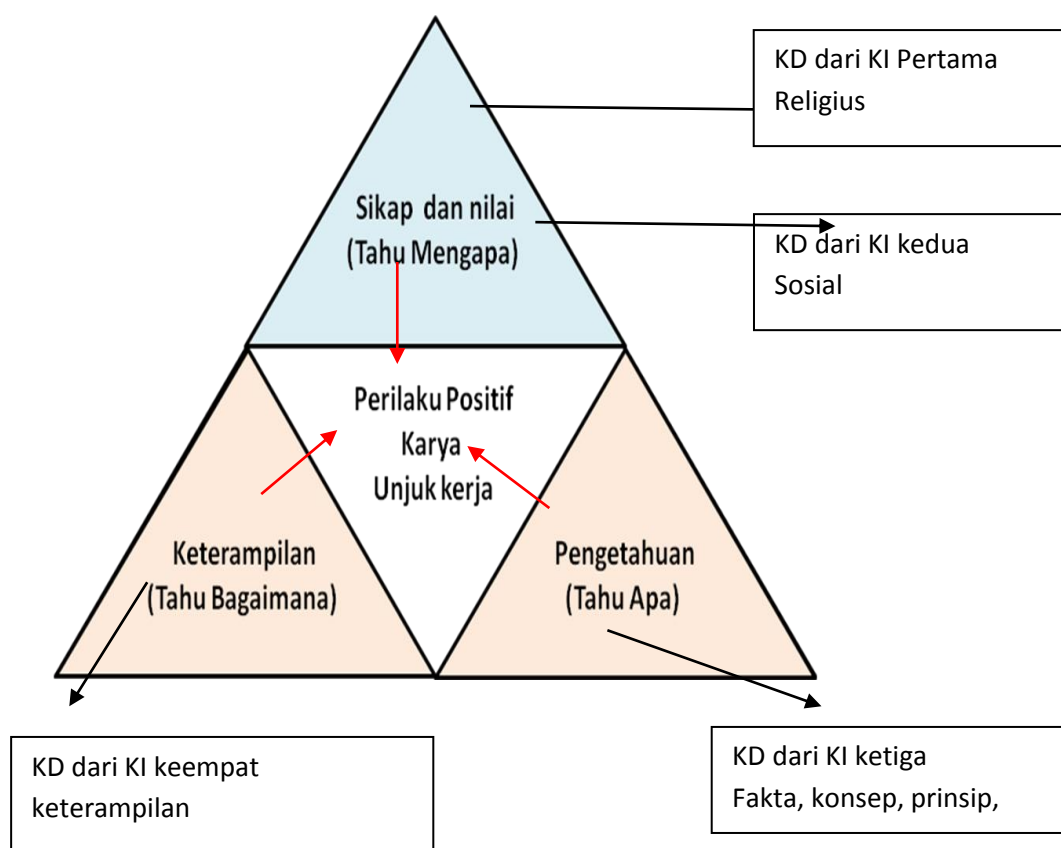 KD dari KI Pertama
Religius
Sikap dan nilai
(Tahu Mengapa)
KD dari KI kedua
Sosial
Perilaku Positif
Karya
Unjuk kerja
Keterampilan
(Tahu Bagaimana)
Pengetahuan
(Tahu Apa)
KD dari KI keempat
keterampilan
KD dari KI ketiga
Fakta, konsep, prinsip,